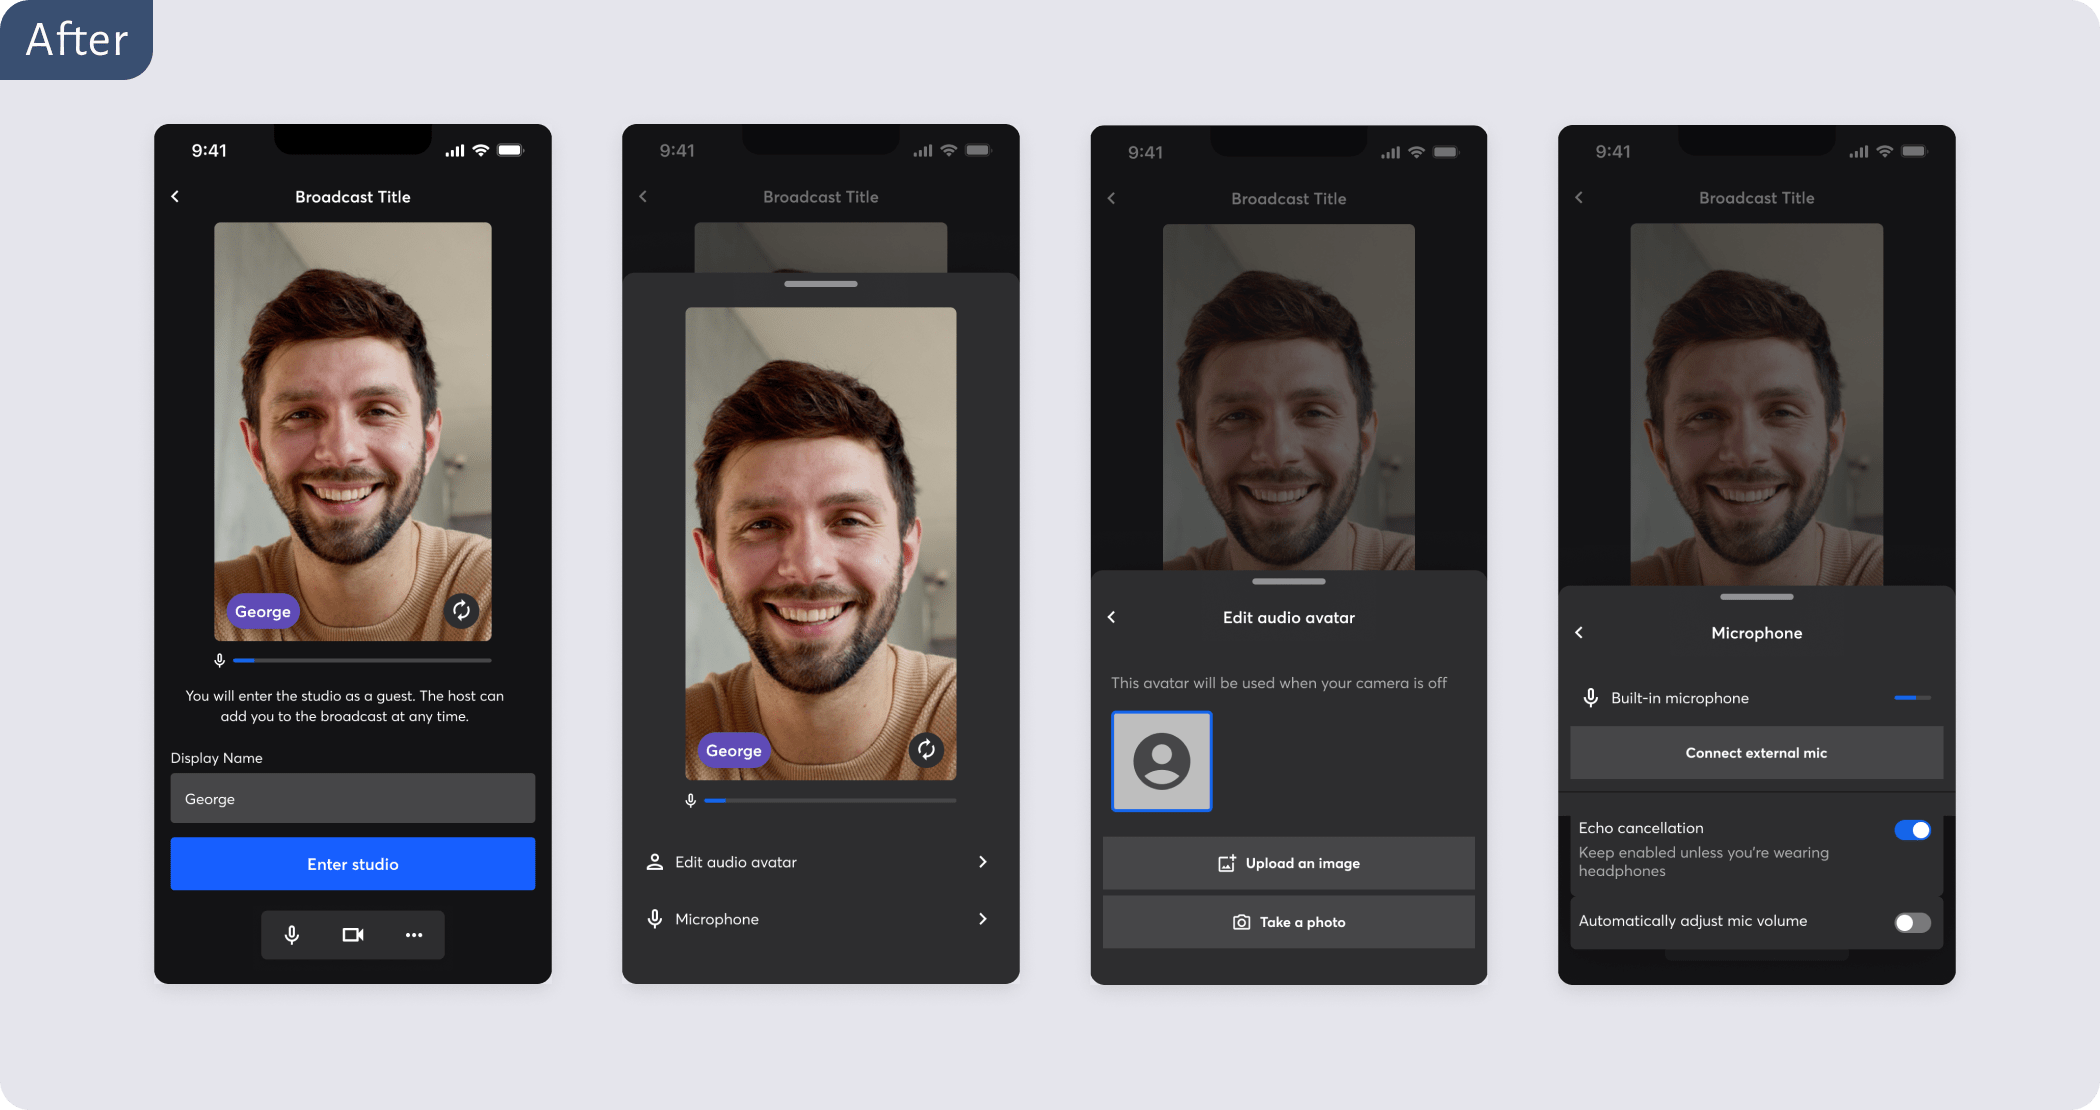 After
9:41
Broadcast Title
George
You will enter the studio as a guest. The host can
add you to the broadcast at any time.
Display Name
George
Enter studio
9:41
Broadcast Title
George
Edit audio avatar
Microphone
9:41
Broadcast Title
Edit audio avatar
This avatar will be used when your camera is off
Upload an image
Take a photo
9:41
Broadcast Title
Microphone
Built-in microphone
Connect external mic
Echo cancellation
Keep enabled unless you're wearing
headphones
Automatically adjust mic volume